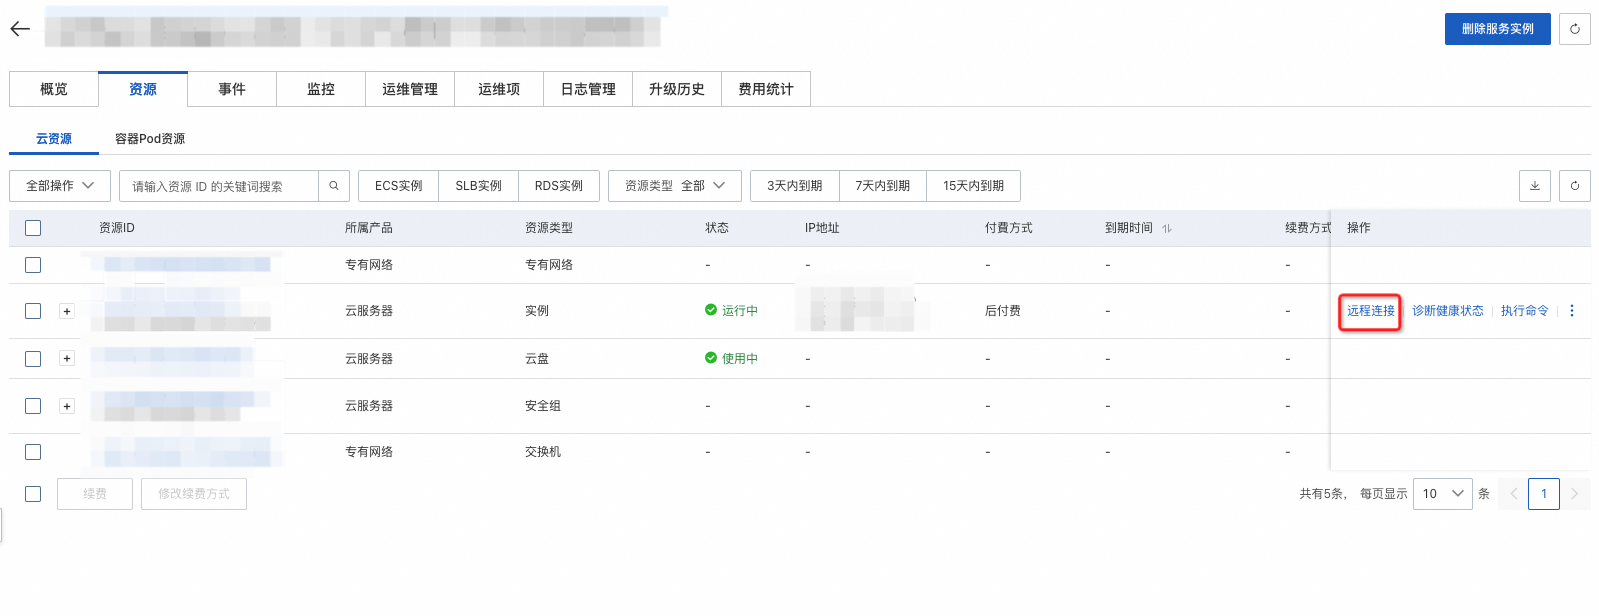 删除服务实例
概览 资源 事件 监控 运维管理 运维项 日志管理 升级历史 费用统计
云资源 容器Pod资源
全部操作 请输入资源 ID 的关键词搜索 ECS实例 SLB实例 RDS实例 资源类型 全部 3天内到期 7天内到期 15天内到期
资源ID 所属产品 资源类型 状态 IP地址 付费方式 到期时间 续费方式 操作
专有网络 专有网络 - - - - -
云服务器 实例 运行中 后付费 - - 远程连接 诊断健康状态 执行命令
云服务器 云盘 使用中 - - - -
云服务器 安全组 - - - - -
专有网络 交换机 - - - - -
续费 修改续费方式 共有5条, 每页显示 10 条 1